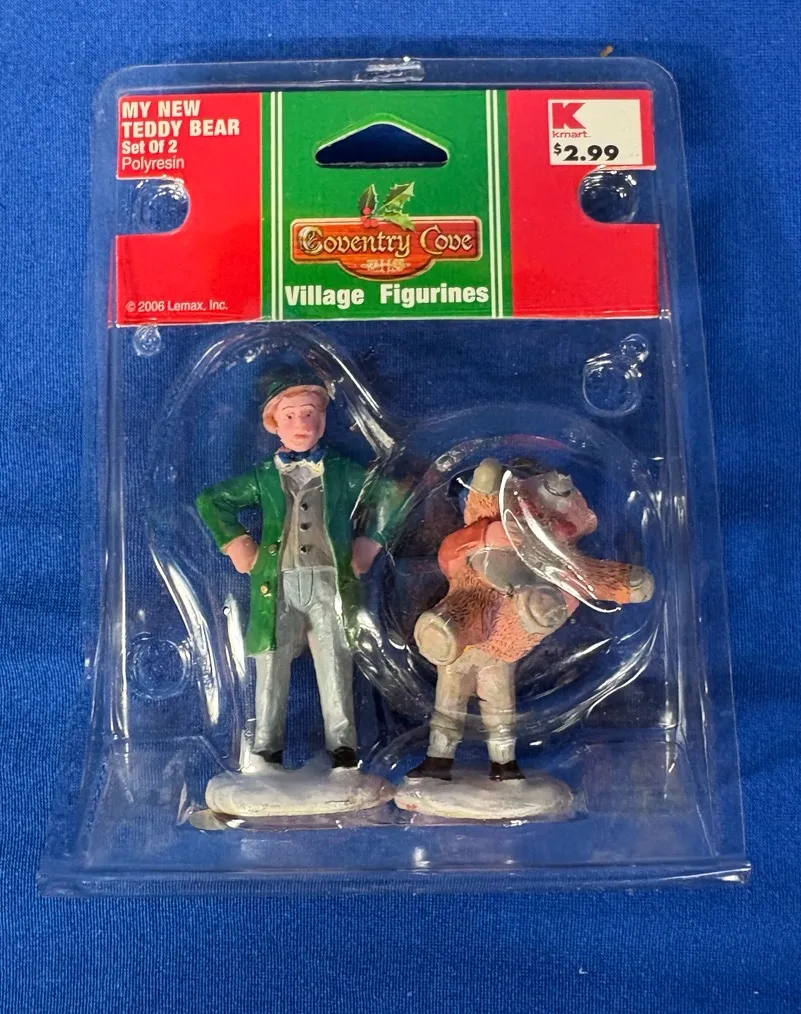 MY NEW
TEDDY BEAR
Set Of 2
Polyresin
K
kmart.
$2.99
Coventry Cove
Village Figurines
© 2006 Lemax, Inc.